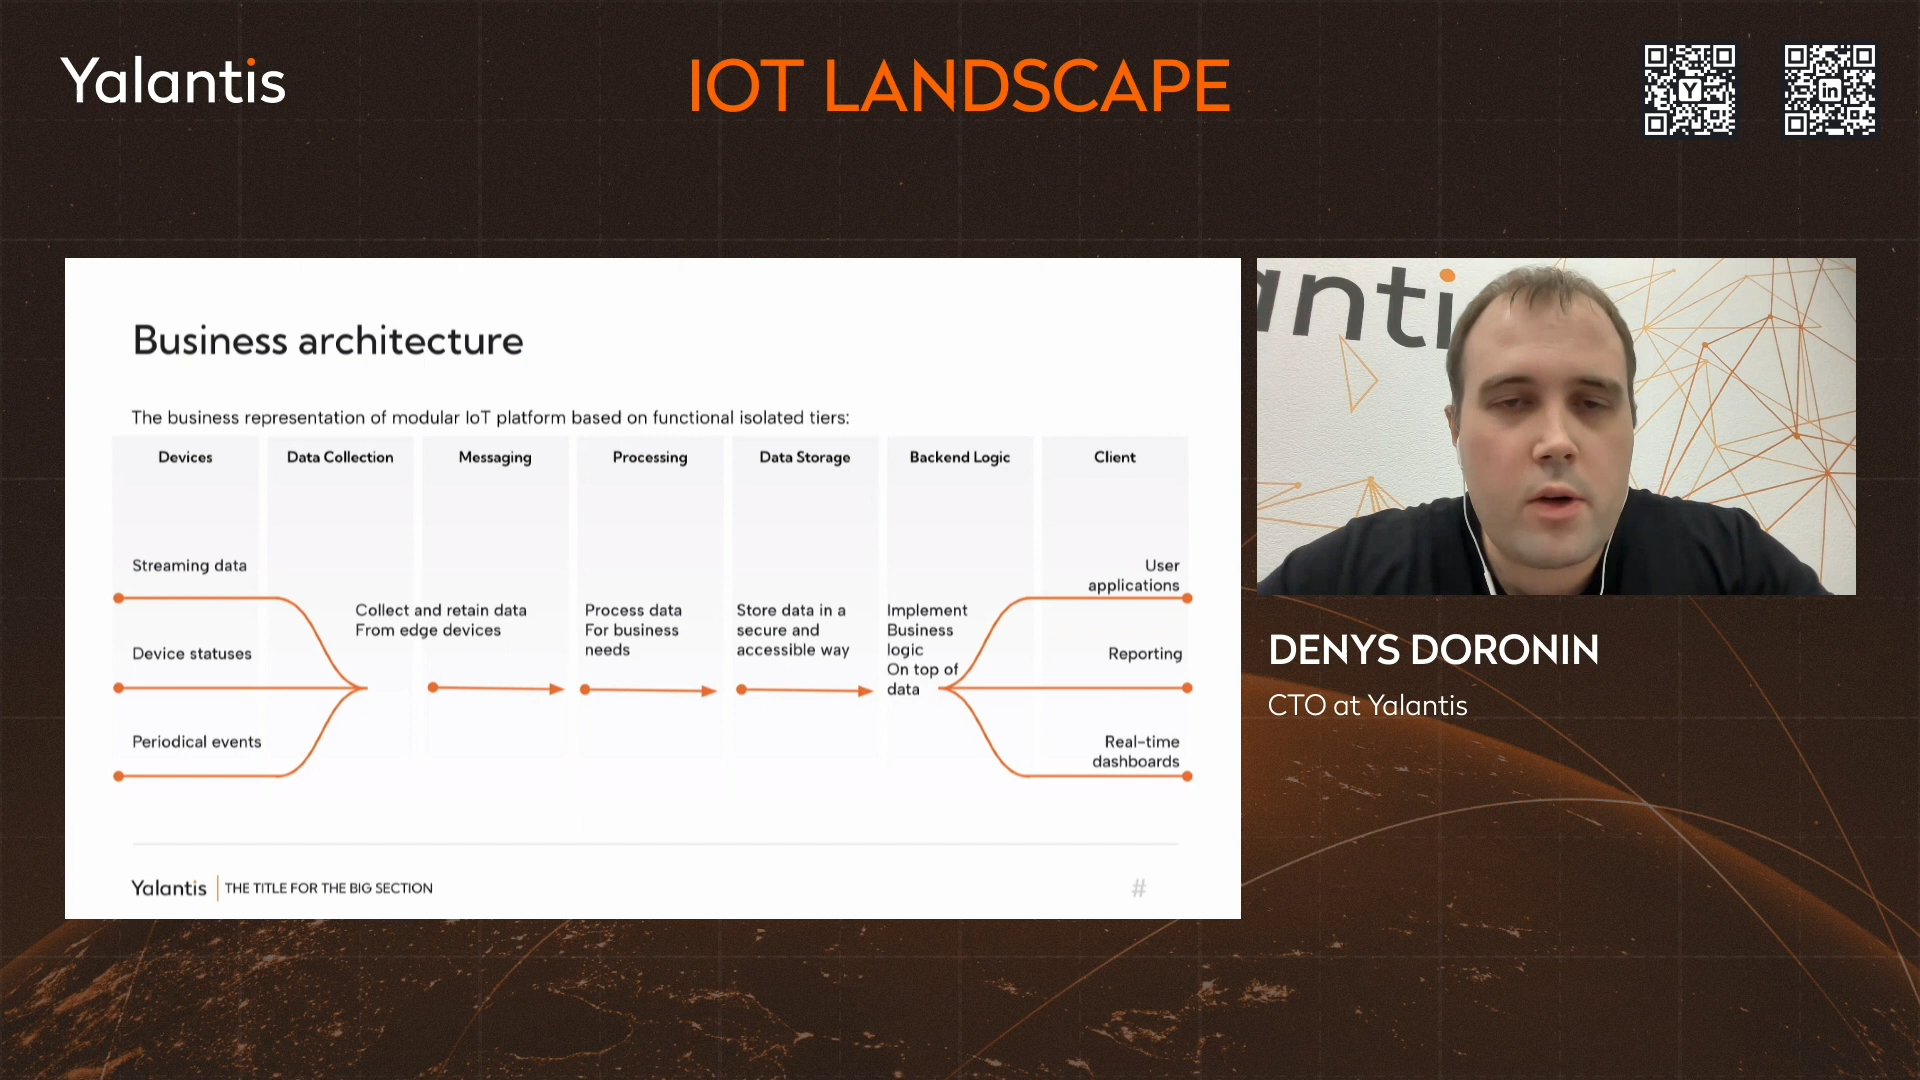 Yalantis
IOT LANDSCAPE
Y
in
Business architecture
The business representation of modular IoT platform based on functional isolated tiers:
Devices
Data Collection
Messaging
Processing
Data Storage
Backend Logic
Client
Streaming data
Device statuses
Periodical events
Collect and retain data
From edge devices
Process data
For business
needs
Store data in a
secure and
accessible way
Implement
Business
logic
On top of
data
User
applications
Reporting
Real-time
dashboards
Yalantis
THE TITLE FOR THE BIG SECTION
#
anti
DENYS DORONIN
CTO at Yalantis